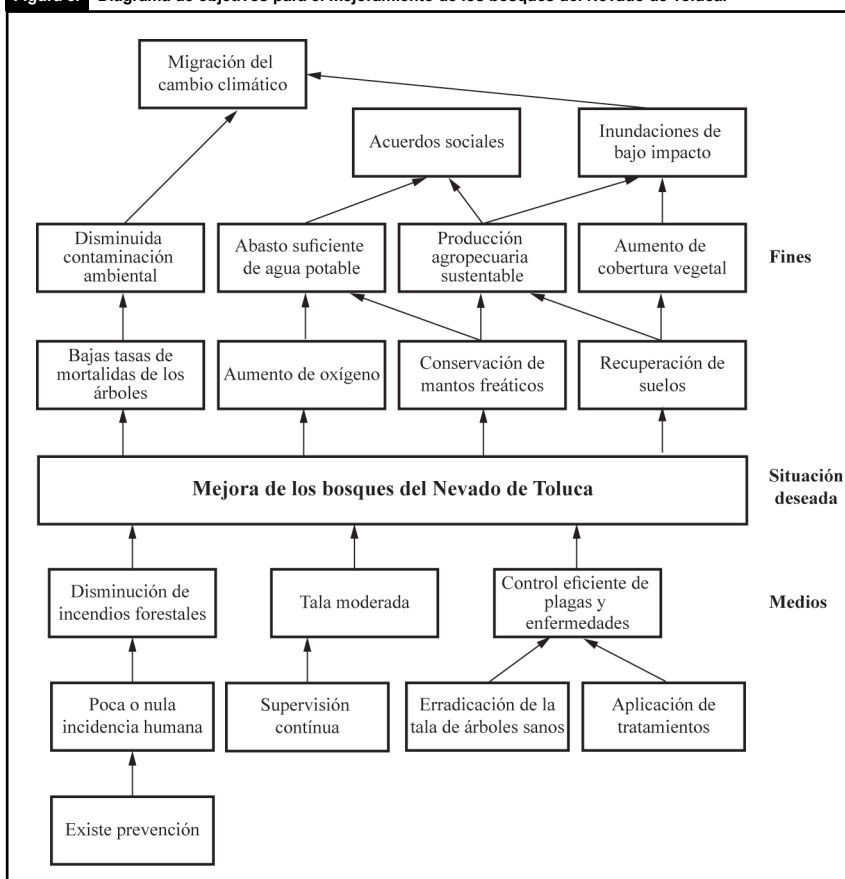 Figura 3. Diagrama de objetivos para el mejoramiento de los bosques del Nevado de Toluca.
Migración del
cambio climático
Acuerdos sociales
Inundaciones de
bajo impacto
Disminuida
contaminación
ambiental
Abasto suficiente
de agua potable
Producción
agropecuaria
sustentable
Aumento de
cobertura vegetal
Fines
Bajas tasas de
mortalidas de los
árboles
Aumento de oxígeno
Conservación de
mantos freáticos
Recuperación de
suelos
Mejora de los bosques del Nevado de Toluca
Situación
deseada
Disminución de
incendios forestales
Tala moderada
Control eficiente de
plagas y
enfermedades
Medios
Poca o nula
incidencia humana
Supervisión
contínua
Erradicación de la
tala de árboles sanos
Aplicación de
tratamientos
Existe prevención